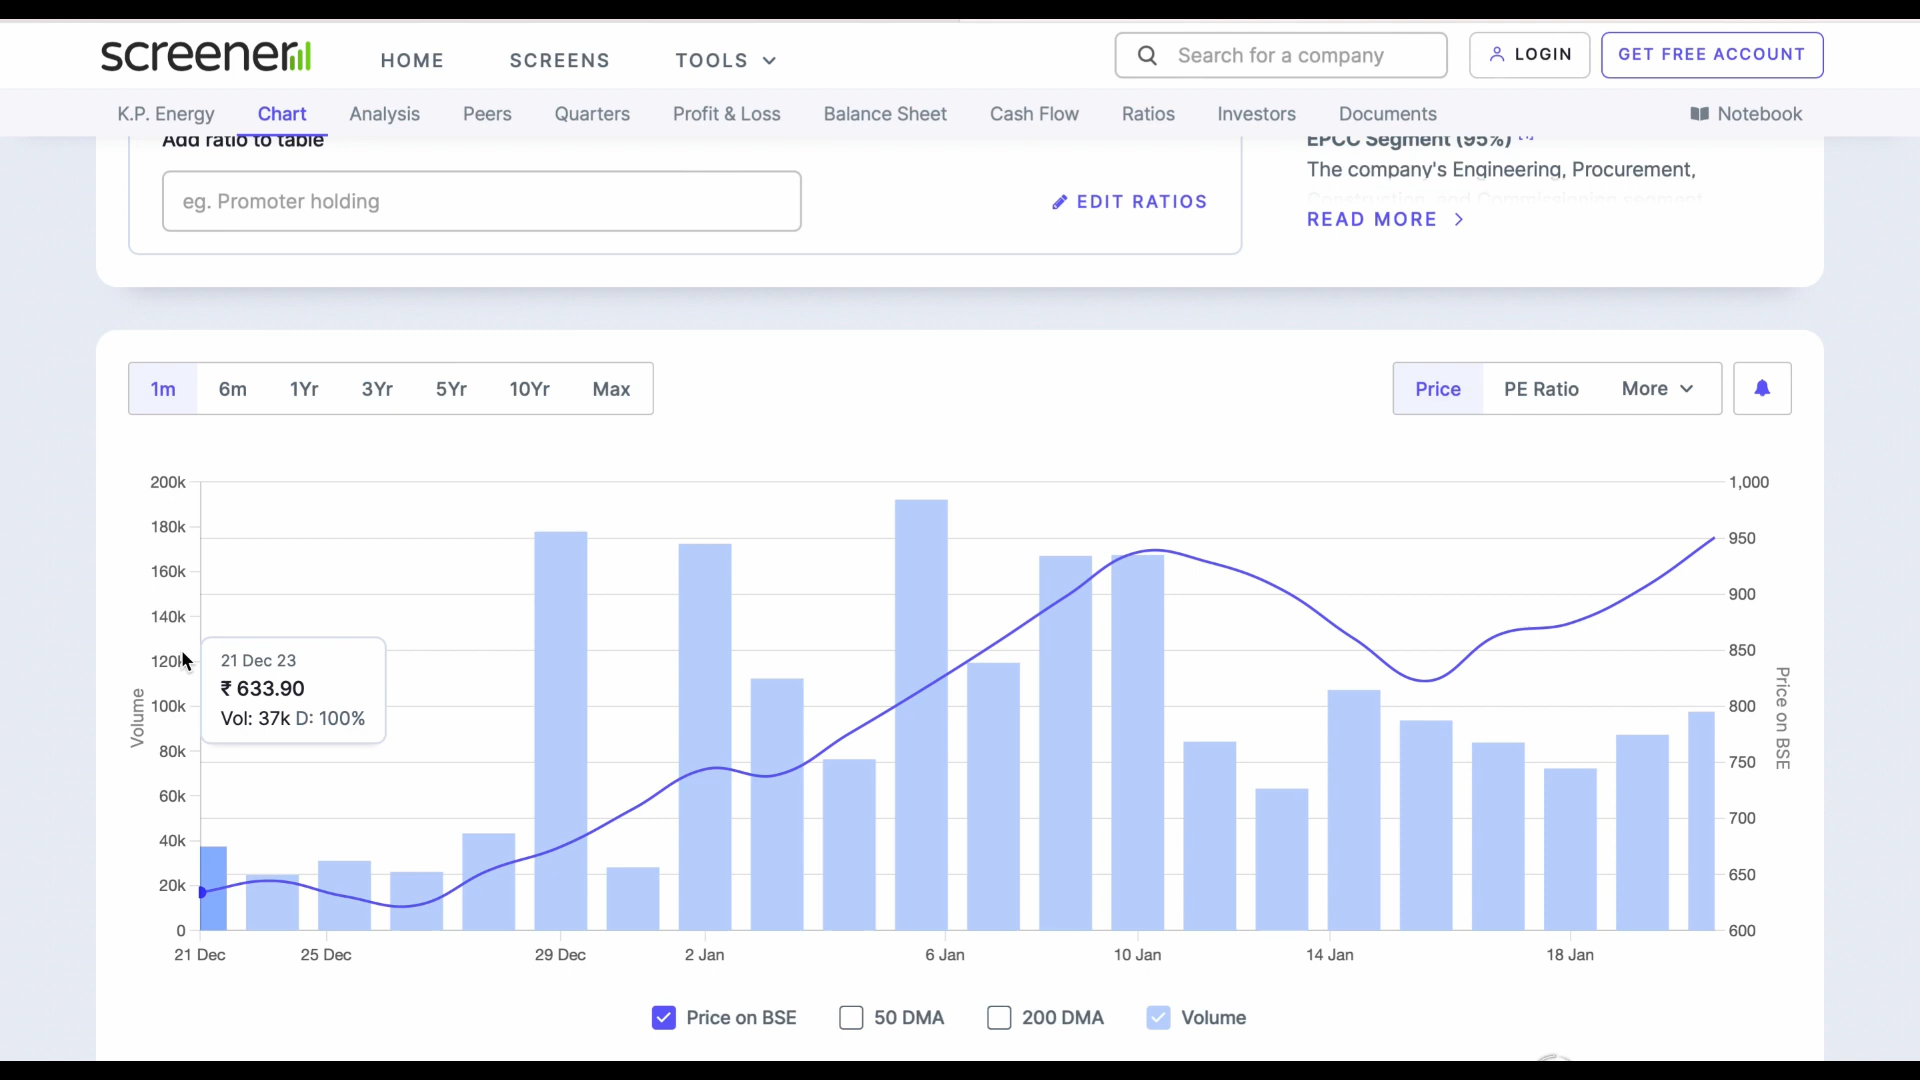 screener
HOME SCREENS TOOLS
Search for a company
LOGIN
GET FREE ACCOUNT
K.P. Energy Chart Analysis Peers Quarters Profit & Loss Balance Sheet Cash Flow Ratios Investors Documents Notebook
Add ratio to table
eg. Promoter holding
EDIT RATIOS
EPCC Segment (95%)
The company's Engineering, Procurement,
Construction, and Commissioning segment
READ MORE
1m 6m 1Yr 3Yr 5Yr 10Yr Max
Price PE Ratio More
200k
180k
160k
140k
120k
100k
80k
60k
40k
20k
0
Volume
21 Dec 23
₹ 633.90
Vol: 37k D: 100%
1,000
950
900
850
800
750
700
650
600
Price on BSE
21 Dec 25 Dec 29 Dec 2 Jan 6 Jan 10 Jan 14 Jan 18 Jan
Price on BSE 50 DMA 200 DMA Volume